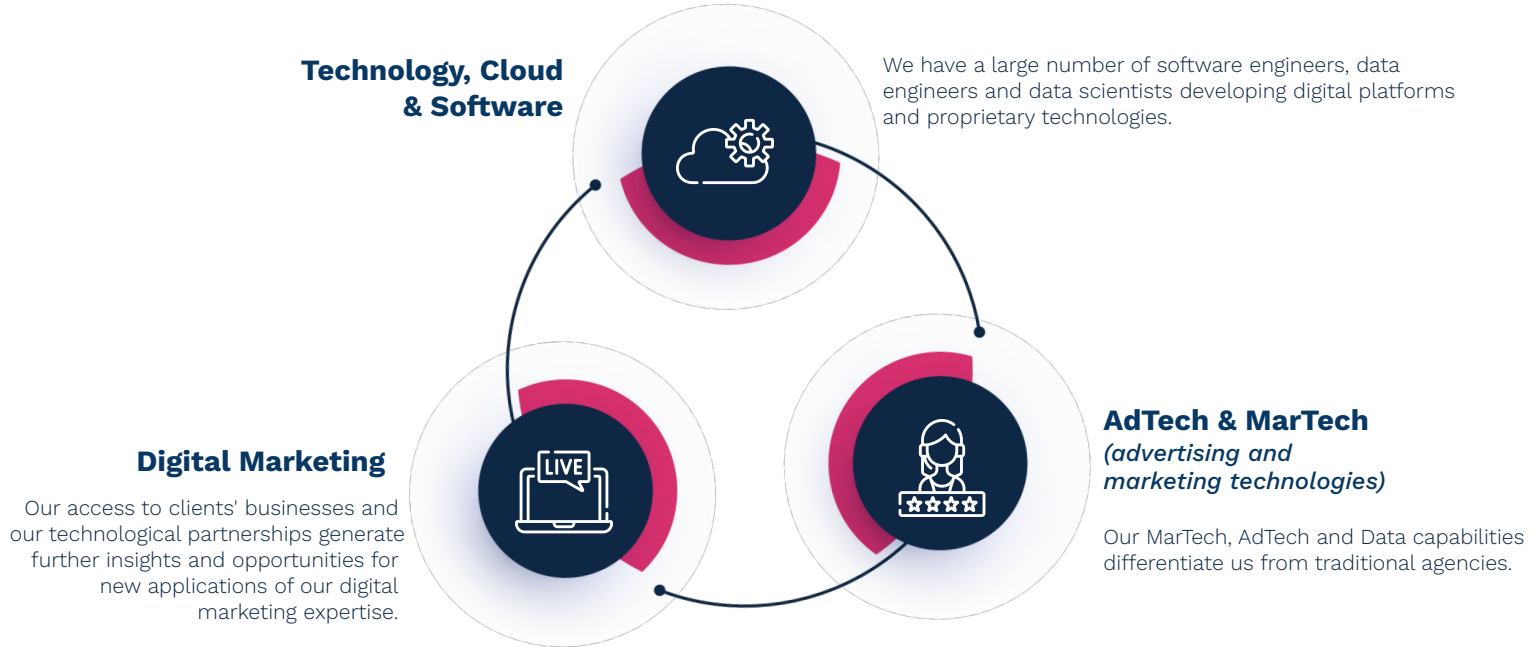 Technology, Cloud
& Software
We have a large number of software engineers, data
engineers and data scientists developing digital platforms
and proprietary technologies.
AdTech & MarTech
(advertising and
marketing technologies)
Our MarTech, AdTech and Data capabilities
differentiate us from traditional agencies.
Digital Marketing
Our access to clients' businesses and
our technological partnerships generate
further insights and opportunities for
new applications of our digital
marketing expertise.
LIVE